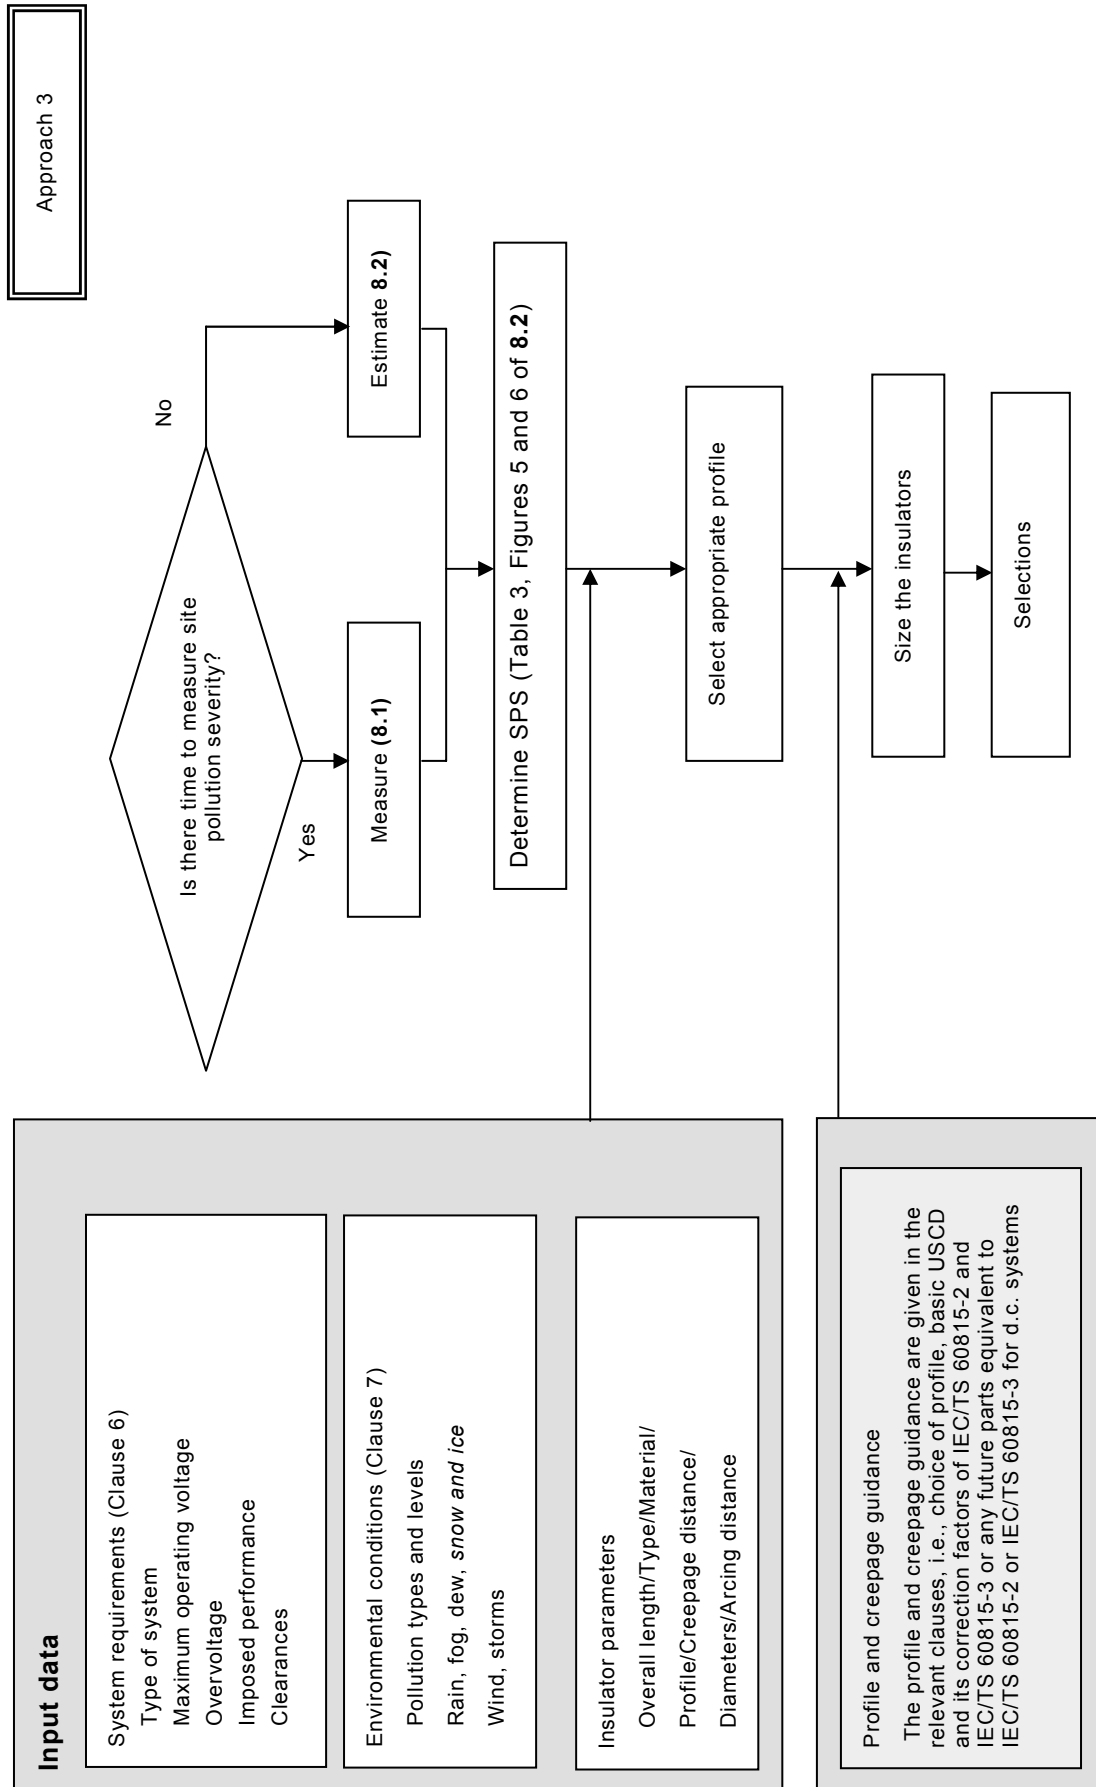 Approach 3
Input data
System requirements (Clause 6)
Type of system
Maximum operating voltage
Overvoltage
Imposed performance
Clearances
Environmental conditions (Clause 7)
Pollution types and levels
Rain, fog, dew, snow and ice
Wind, storms
Insulator parameters
Overall length/Type/Material/
Profile/Creepage distance/
Diameters/Arcing distance
Profile and creepage guidance
The profile and creepage guidance are given in the
relevant clauses, i.e., choice of profile, basic USCD
and its correction factors of IEC/TS 60815-2 and
IEC/TS 60815-3 or any future parts equivalent to
IEC/TS 60815-2 or IEC/TS 60815-3 for d.c. systems
Is there time to measure site
pollution severity?
Yes
No
Measure (8.1)
Estimate 8.2)
Determine SPS (Table 3, Figures 5 and 6 of 8.2)
Select appropriate profile
Size the insulators
Selections